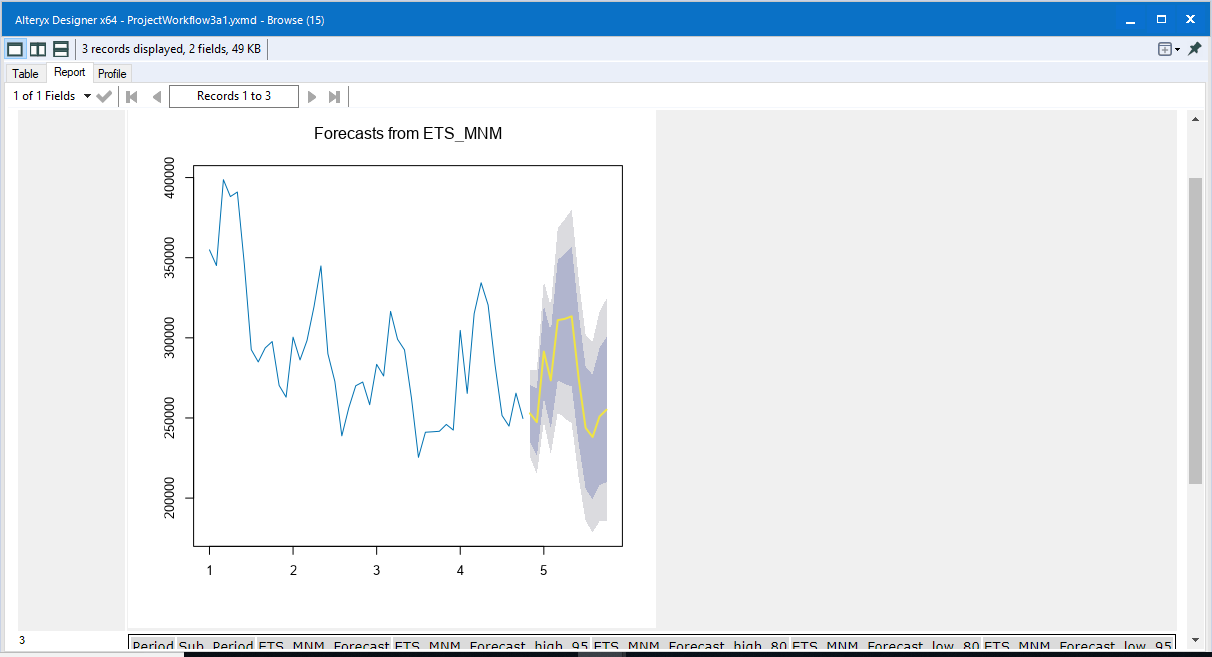 Alteryx Designer x64 - ProjectWorkflow3a1.yxmd - Browse (15)
3 records displayed, 2 fields, 49 KB
Table Report Profile
1 of 1 Fields Records 1 to 3
Forecasts from ETS_MNM
400000
350000
300000
250000
200000
1 2 3 4 5
3
Period Sub_Period ETS_MNM_Forecast ETS_MNM_Forecast_high_95 ETS_MNM_Forecast_high_80 ETS_MNM_Forecast_low_80 ETS_MNM_Forecast_low_95